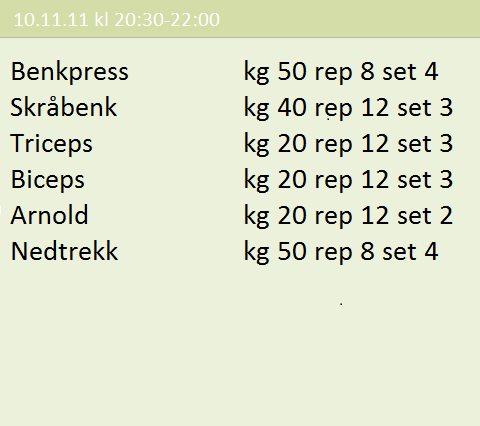 10.11.11 kl 20:30-22:00
Benkpress kg 50 rep 8 set 4
Skråbenk kg 40 rep 12 set 3
Triceps kg 20 rep 12 set 3
Biceps kg 20 rep 12 set 3
Arnold kg 20 rep 12 set 2
Nedtrekk kg 50 rep 8 set 4